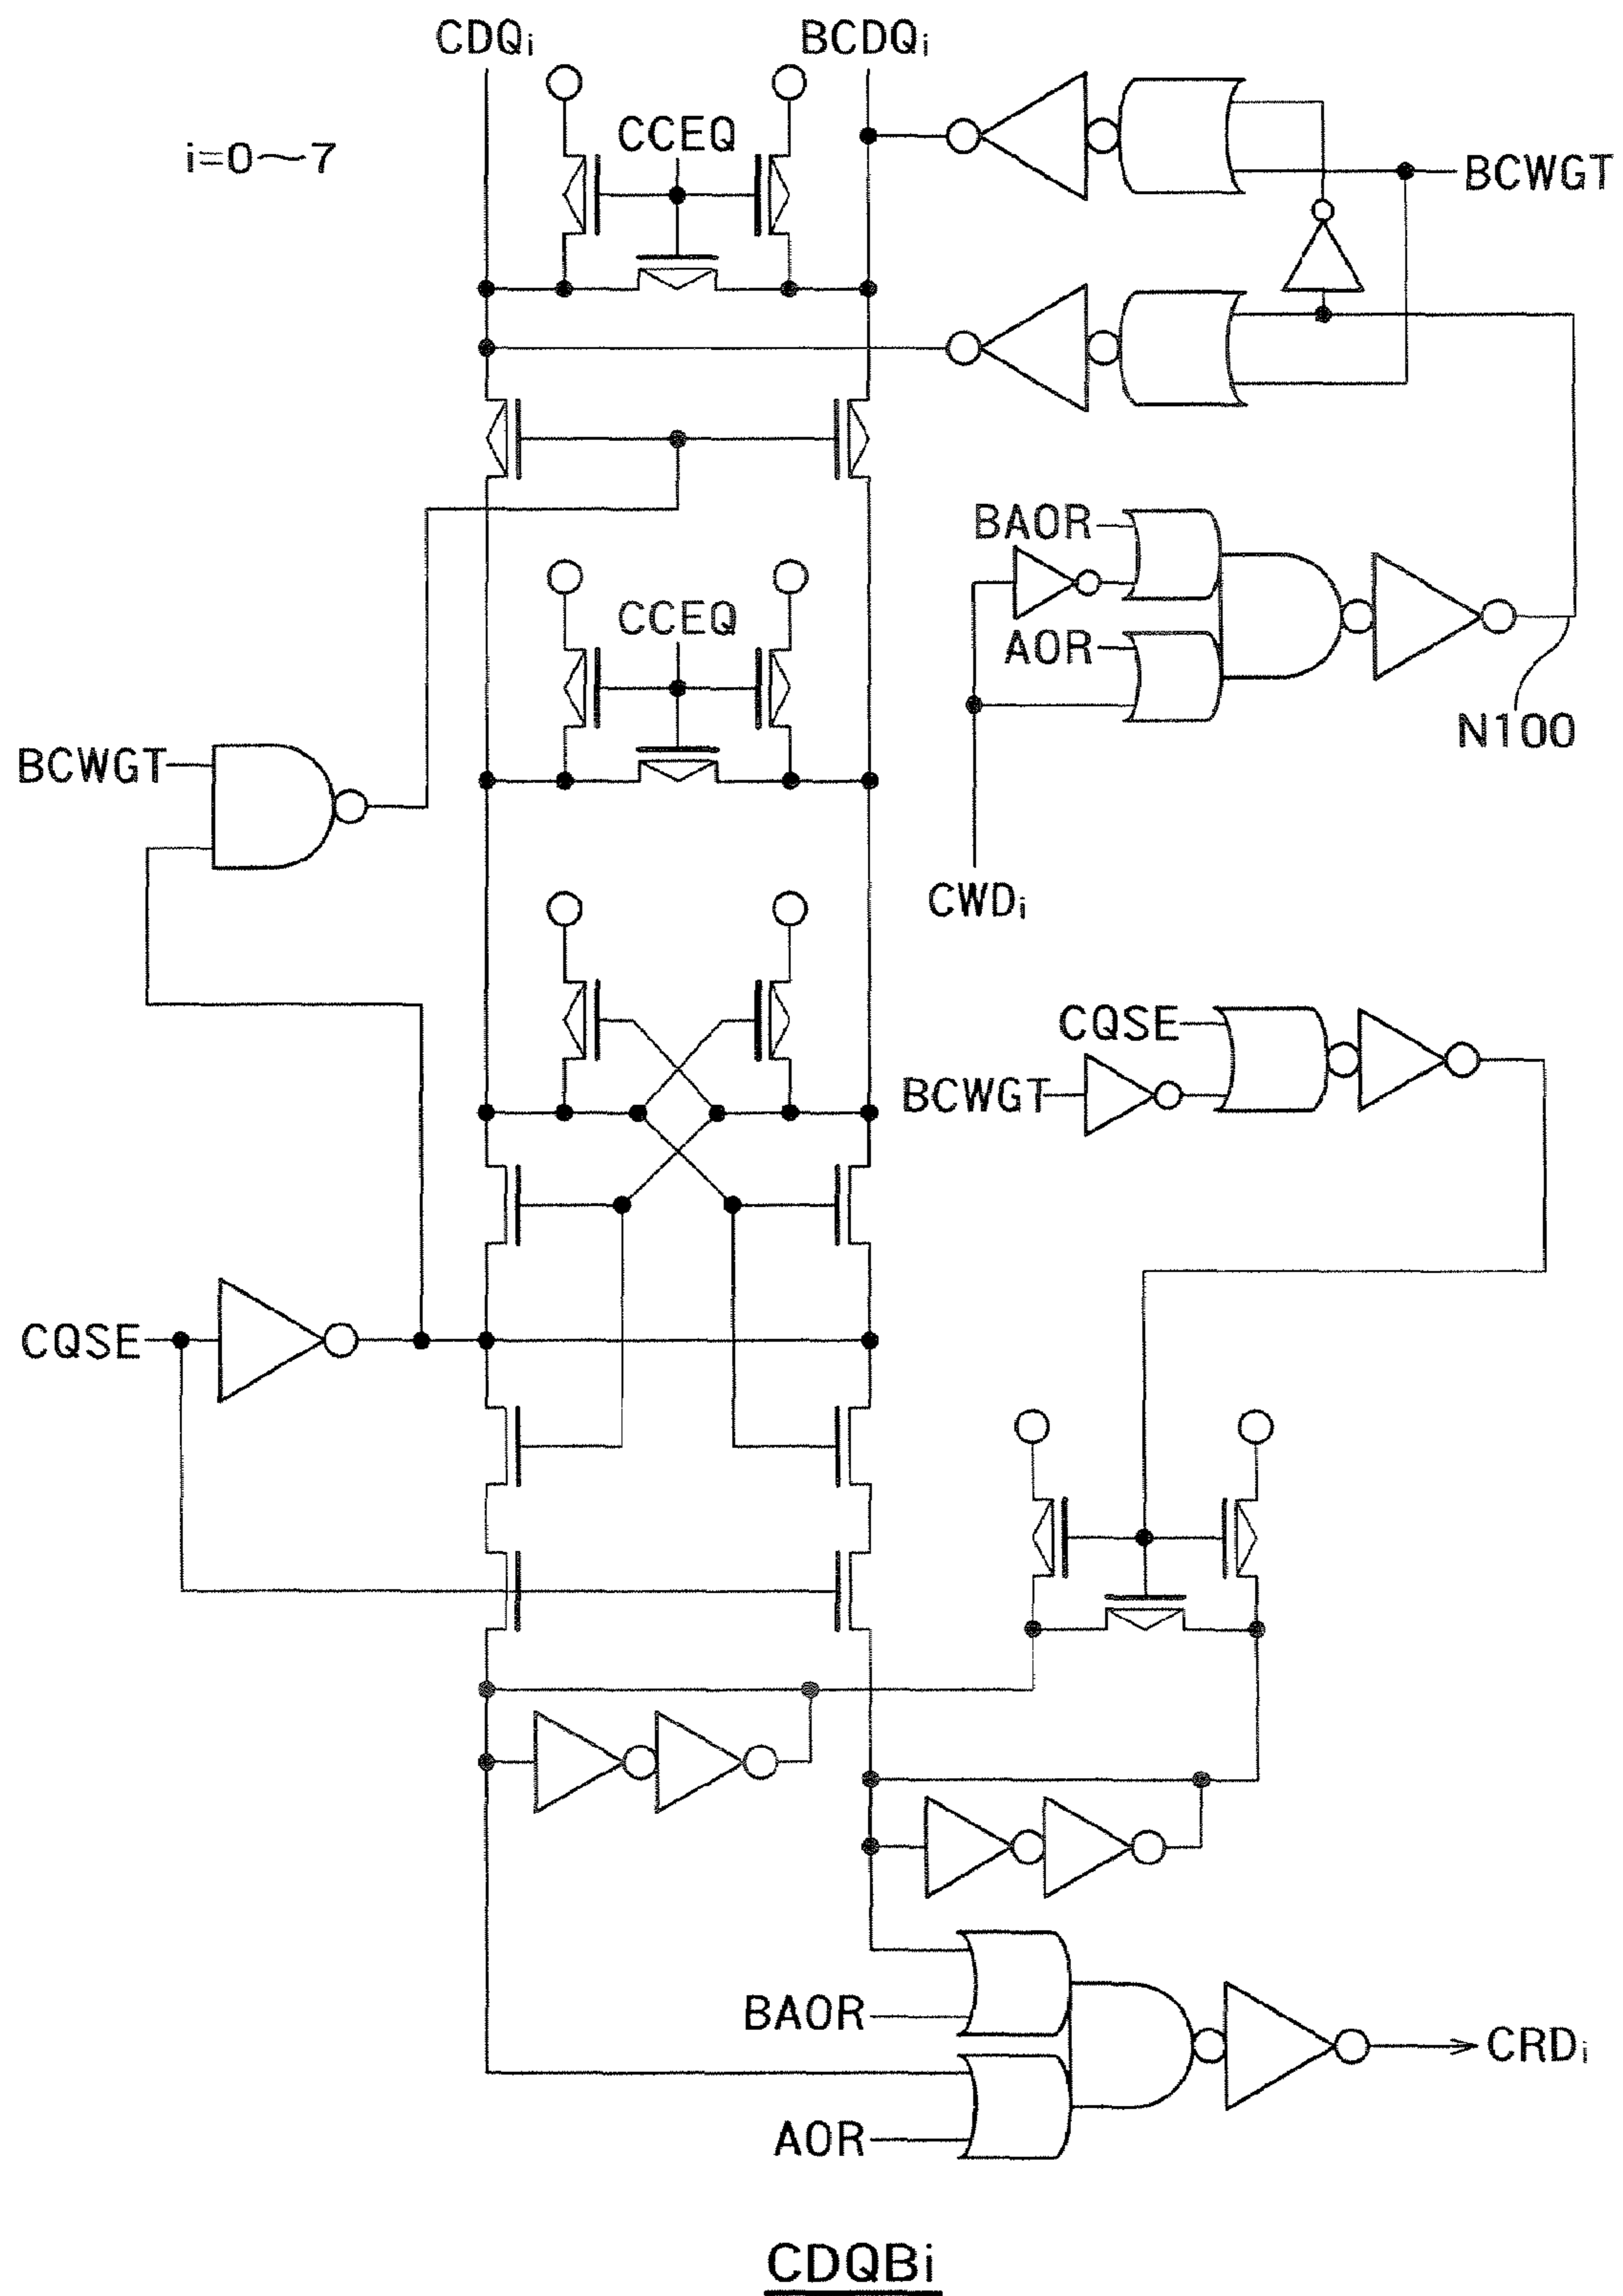 CDQi
BCDQi
i=0〜7
CCEQ
BCWGT
BAOR
CCEQ
AOR
N100
BCWGT
CWDi
CQSE
BCWGT
CQSE
BAOR
CRDi
AOR
CDQBi